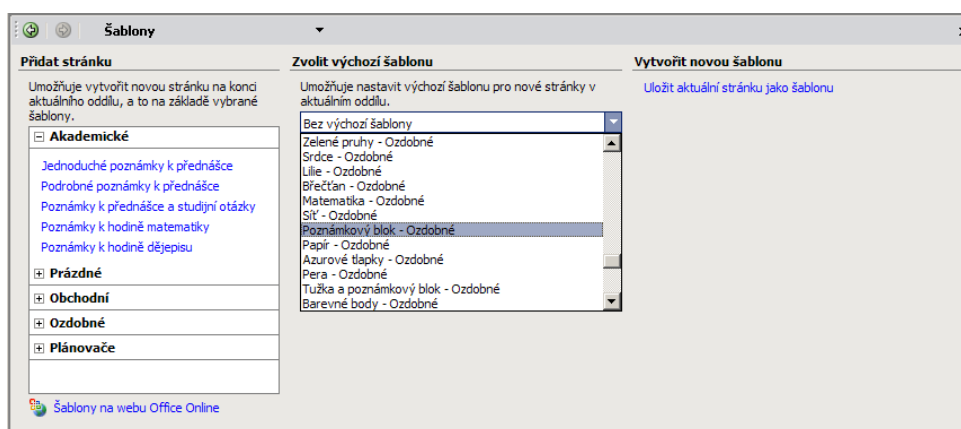 Šablony
Přidat stránku
Umožňuje vytvořit novou stránku na konci
aktuálního oddílu, a to na základě vybrané
šablony.
Akademické
Jednoduché poznámky k přednášce
Podrobné poznámky k přednášce
Poznámky k přednášce a studijní otázky
Poznámky k hodině matematiky
Poznámky k hodině dějepisu
Prázdné
Obchodní
Ozdobné
Plánovače
Šablony na webu Office Online
Zvolit výchozí šablonu
Umožňuje nastavit výchozí šablonu pro nové stránky v
aktuálním oddílu.
Bez výchozí šablony
Zelené pruhy - Ozdobné
Srdce - Ozdobné
Lilie - Ozdobné
Břečťan - Ozdobné
Matematika - Ozdobné
Síť - Ozdobné
Poznámkový blok - Ozdobné
Papír - Ozdobné
Azurové tlapky - Ozdobné
Pera - Ozdobné
Tužka a poznámkový blok - Ozdobné
Barevné body - Ozdobné
Vytvořit novou šablonu
Uložit aktuální stránku jako šablonu